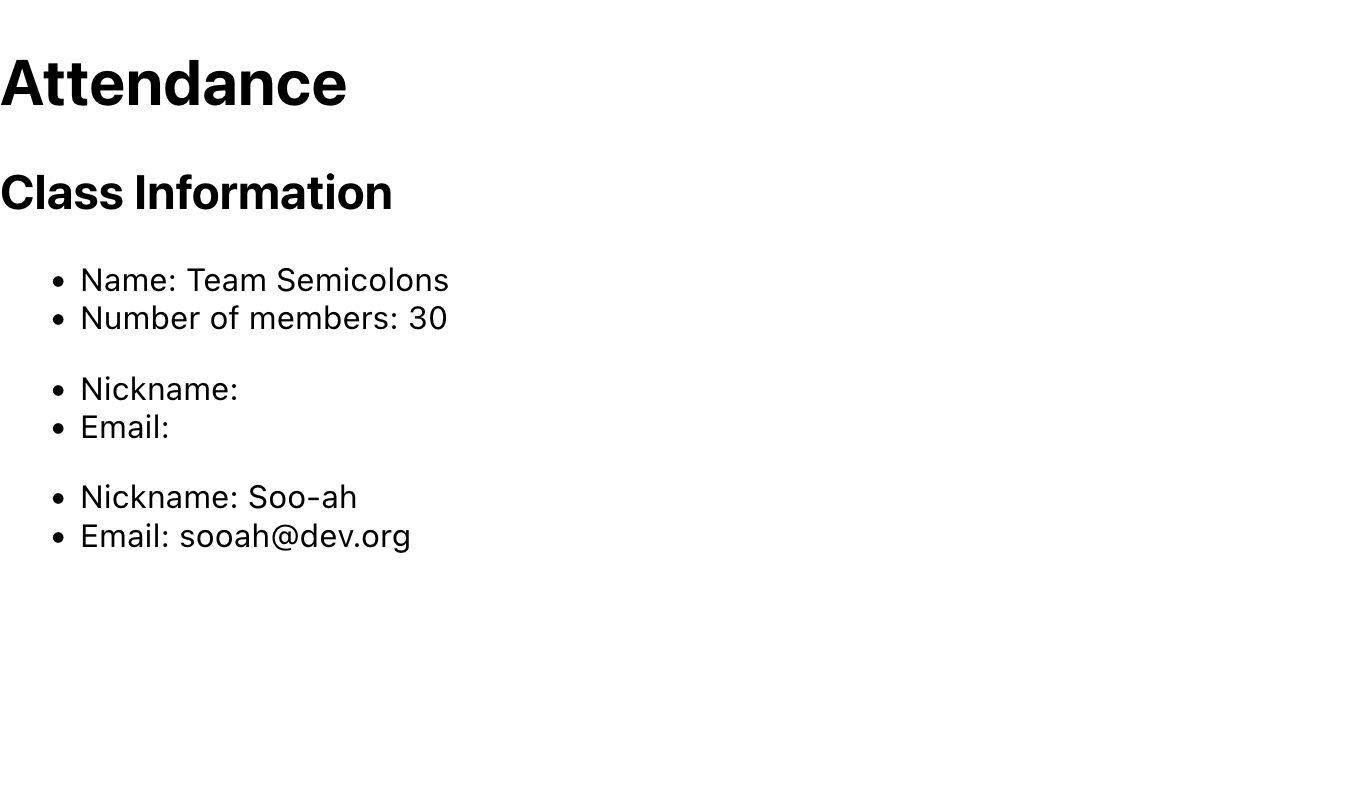 Attendance
Class Information
• Name: Team Semicolons
• Number of members: 30
• Nickname:
• Email:
• Nickname: Soo-ah
• Email: sooah@dev.org